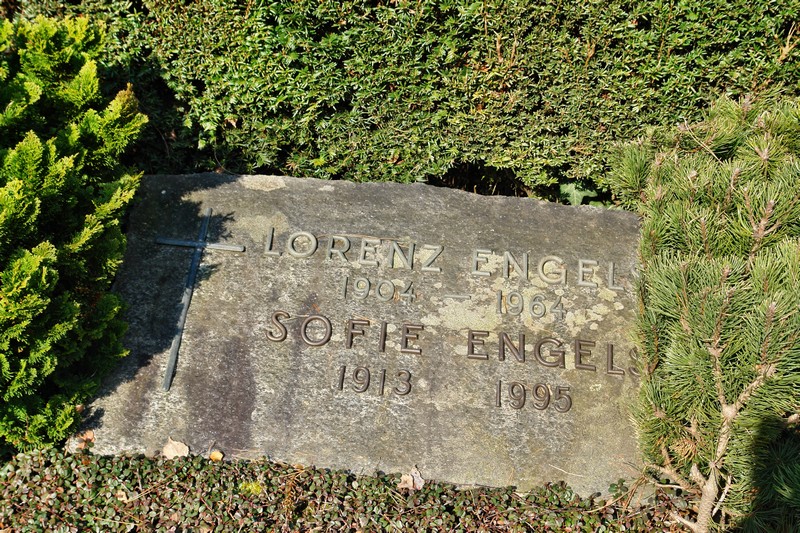 LORENZ ENGELS
1904 — 1964
SOFIE ENGELS
1913 1995